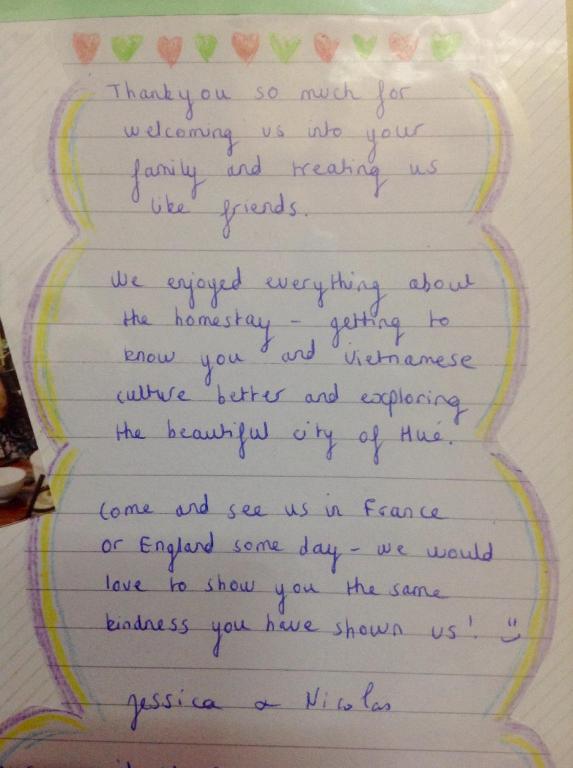 Thankyou so much for
welcoming us into your
family and treating us
like friends.
We enjoyed everything about
the homestay - getting to
know you and Vietnamese
culture better and exploring
the beautiful city of Hué.
Come and see us in France
or England some day - we would
love to show you the same
kindness you have shown us!
Jessica & Nicolas